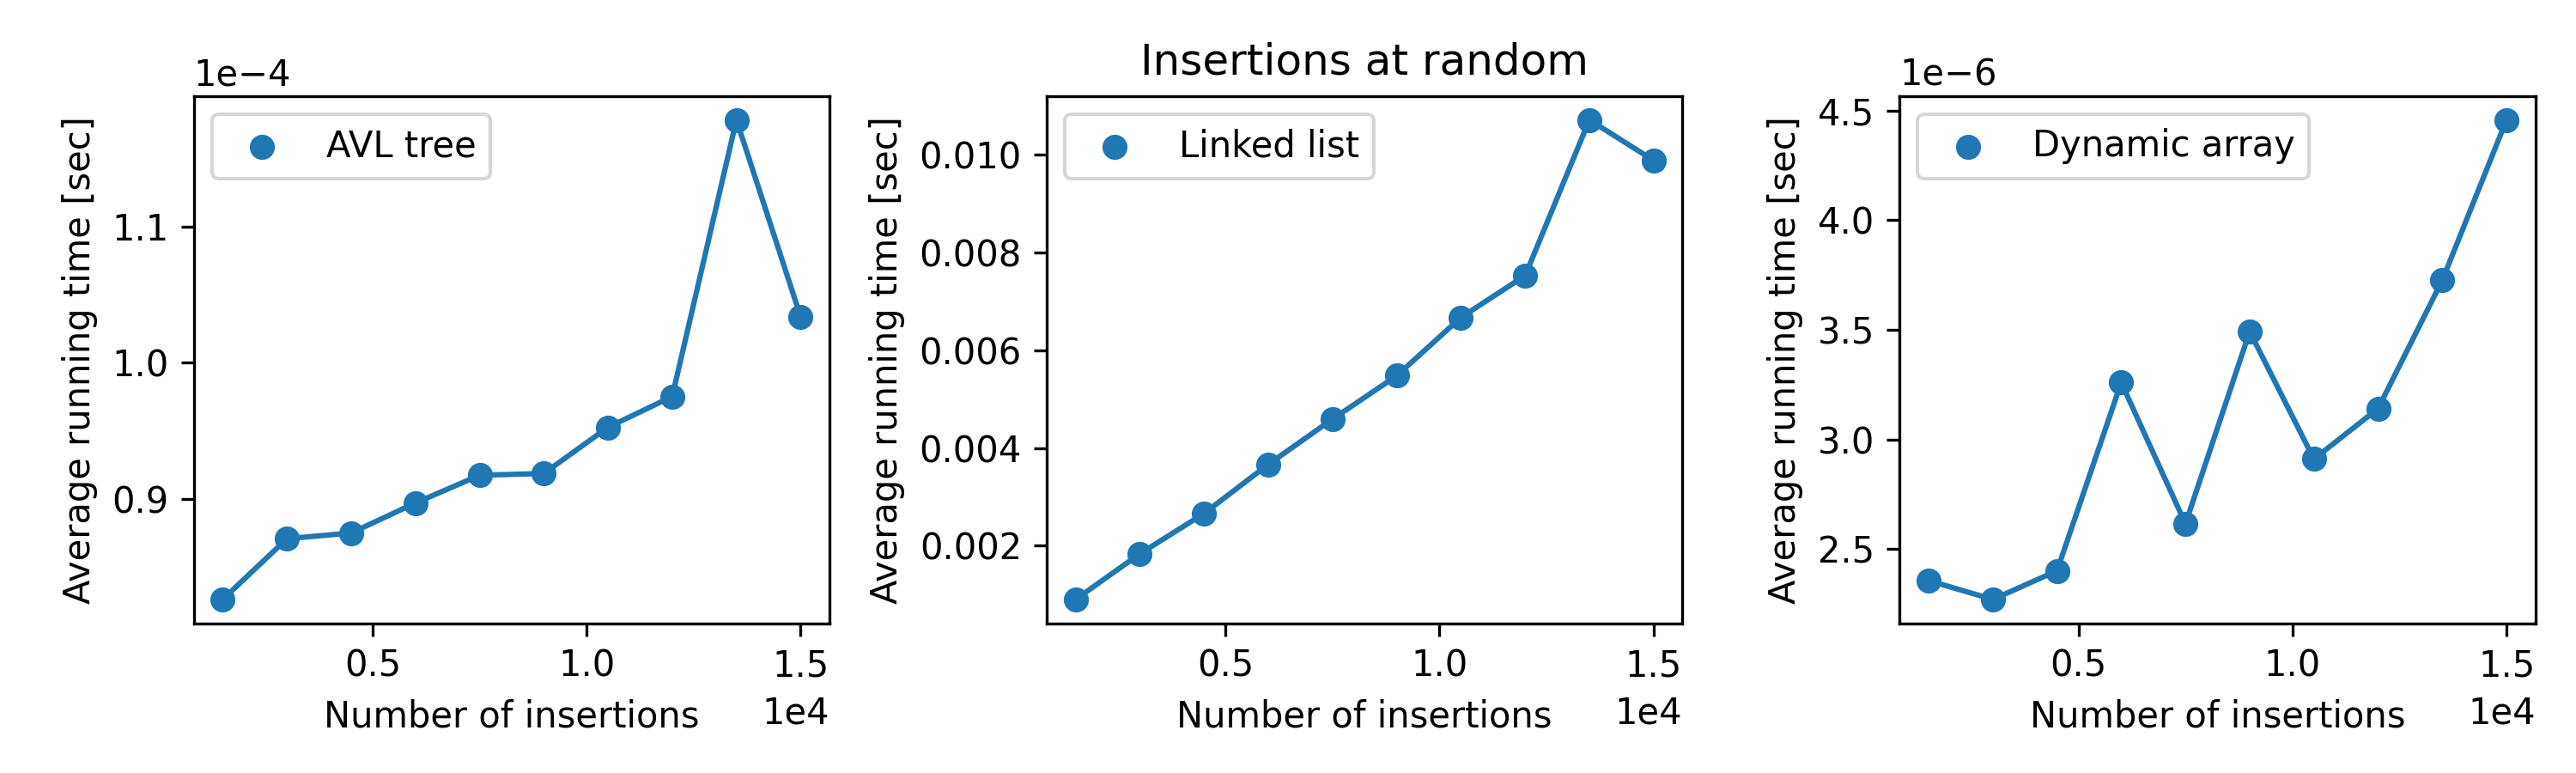 Insertions at random
1e−4
AVL tree
Average running time [sec]
1.1
1.0
0.9
0.5 1.0 1.5
Number of insertions
1e4
Linked list
Average running time [sec]
0.010
0.008
0.006
0.004
0.002
0.5 1.0 1.5
Number of insertions
1e4
1e−6
Dynamic array
Average running time [sec]
4.5
4.0
3.5
3.0
2.5
0.5 1.0 1.5
Number of insertions
1e4